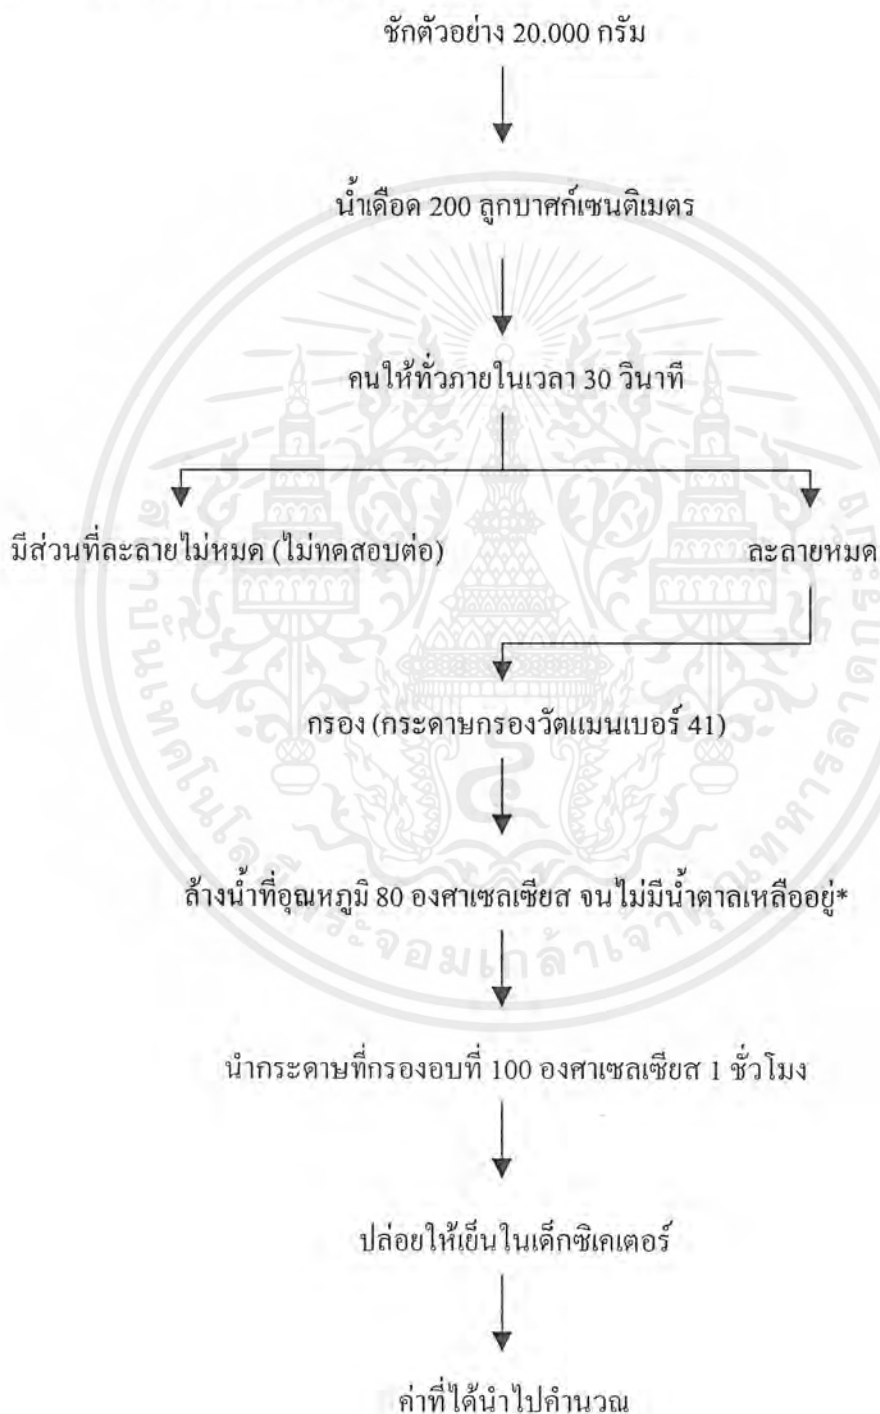 ชักตัวอย่าง 20.000 กรัม
น้ำเดือด 200 ลูกบาศก์เซนติเมตร
คนให้ทั่วภายในเวลา 30 วินาที
มีส่วนที่ละลายไม่หมด (ไม่ทดสอบต่อ)
ละลายหมด
กรอง (กระดาษกรองวัตแมนเบอร์ 41)
ล้างน้ำที่อุณหภูมิ 80 องศาเซลเซียส จนไม่มีน้ำตาลเหลืออยู่*
นำกระดาษที่กรองอบที่ 100 องศาเซลเซียส 1 ชั่วโมง
ปล่อยให้เย็นในเด็กซิเคเตอร์
ค่าที่ได้นำไปคำนวณ